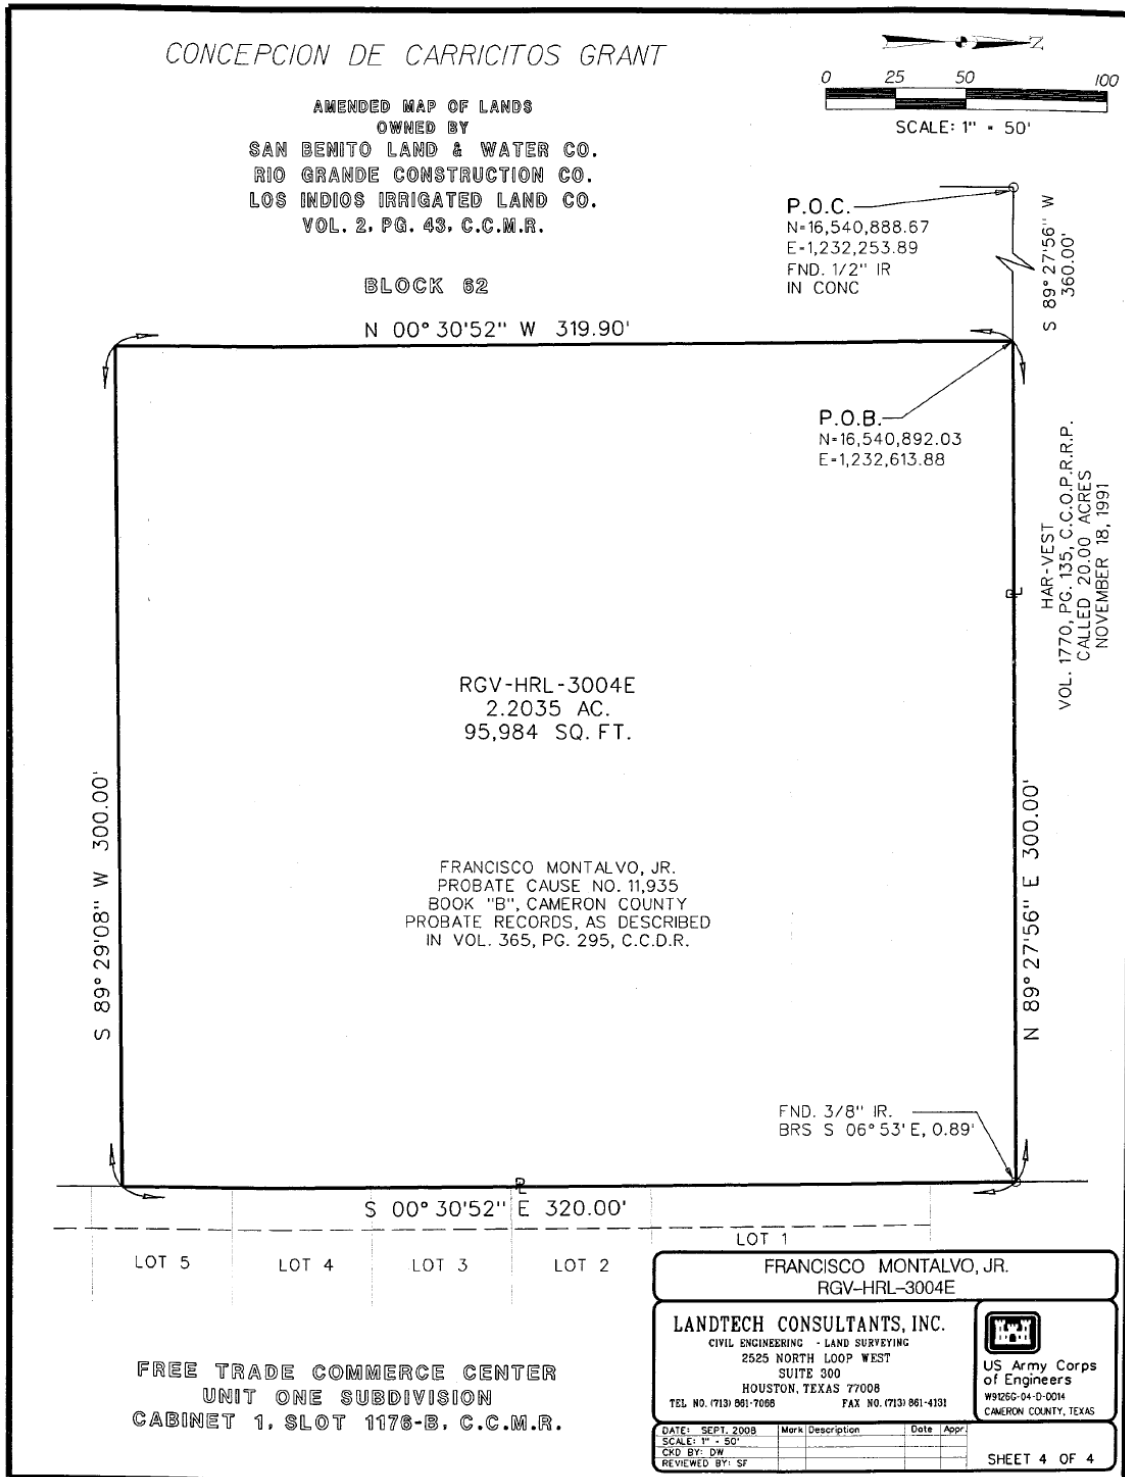 CONCEPCION DE CARRICITOS GRANT
AMENDED MAP OF LANDS
OWNED BY
SAN BENITO LAND & WATER CO.
RIO GRANDE CONSTRUCTION CO.
LOS INDIOS IRRIGATED LAND CO.
VOL. 2, PG. 43, C.C.M.R.
BLOCK 62
Z
0 25 50 100
SCALE: 1" = 50'
P.O.C.
N=16,540,888.67
E=1,232,253.89
FND. 1/2" IR
IN CONC
S 89°27'56" W
360.00'
N 00°30'52" W 319.90'
P.O.B.
N=16,540,892.03
E=1,232,613.88
HAR-VEST
VOL. 1770, PG. 135, C.C.O.P.R.R.P.
CALLED 20.00 ACRES
NOVEMBER 18, 1991
PL
RGV-HRL-3004E
2.2035 AC.
95,984 SQ. FT.
S 89°29'08" W 300.00'
N 89°27'56" E 300.00'
FRANCISCO MONTALVO, JR.
PROBATE CAUSE NO. 11,935
BOOK "B", CAMERON COUNTY
PROBATE RECORDS, AS DESCRIBED
IN VOL. 365, PG. 295, C.C.D.R.
FND. 3/8" IR.
BRS S 06°53'E, 0.89'
PL
S 00°30'52" E 320.00'
LOT 5 LOT 4 LOT 3 LOT 2 LOT 1
FREE TRADE COMMERCE CENTER
UNIT ONE SUBDIVISION
CABINET 1, SLOT 1176-B, C.C.M.R.
FRANCISCO MONTALVO, JR.
RGV-HRL-3004E
LANDTECH CONSULTANTS, INC.
CIVIL ENGINEERING - LAND SURVEYING
2525 NORTH LOOP WEST
SUITE 300
HOUSTON, TEXAS 77008
TEL NO. (713) 861-7068 FAX NO. (713) 861-4131
US Army Corps
of Engineers
W9126G-04-D-0014
CAMERON COUNTY, TEXAS
DATE: SEPT. 2008 Mark Description Date Appr.
SCALE: 1" = 50'
CKD BY: DW
REVIEWED BY: SF
SHEET 4 OF 4